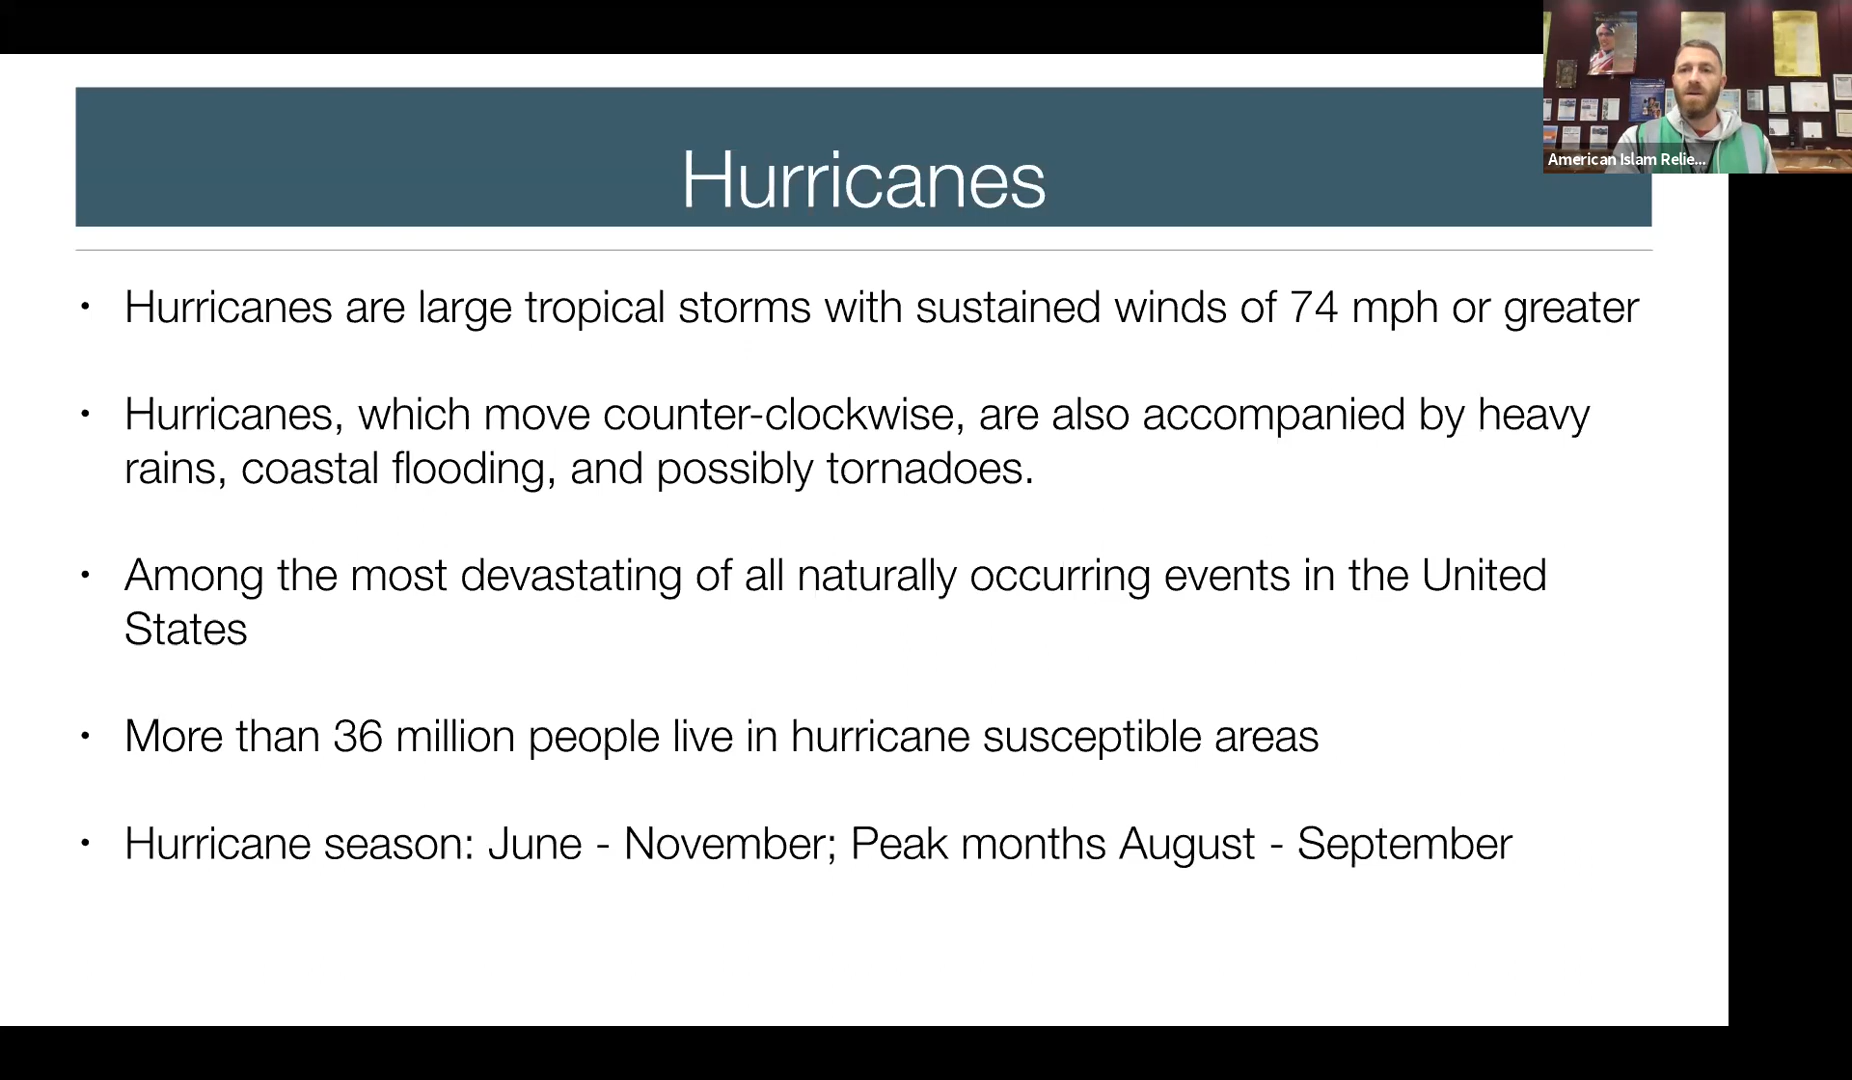 Hurricanes
American Islam Relie...
• Hurricanes are large tropical storms with sustained winds of 74 mph or greater
• Hurricanes, which move counter-clockwise, are also accompanied by heavy
rains, coastal flooding, and possibly tornadoes.
• Among the most devastating of all naturally occurring events in the United
States
• More than 36 million people live in hurricane susceptible areas
• Hurricane season: June - November; Peak months August - September